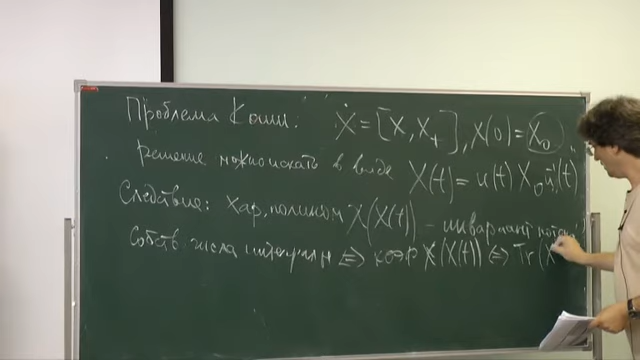 Проблема Коши: Ẋ = [X, X₊], X(0) = X₀
Решение можно искать в виде X(t) = u(t) X₀ u⁻¹(t)
Следствие: Хар. полином χ(X(t)) – инвариант потока
Собств. числа интегралы ⇔ коэф χ(X(t)) ⇔ Tr(X